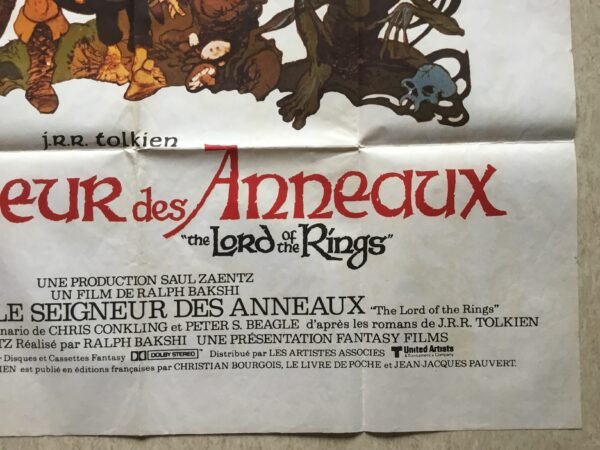 J.R.R. Tolkien
eur des Anneaux
"the Lord of the Rings"
UNE PRODUCTION SAUL ZAENTZ
UN FILM DE RALPH BAKSHI
LE SEIGNEUR DES ANNEAUX "The Lord of the Rings"
nario de CHRIS CONKLING et PETER S. BEAGLE d'après les romans de J.R.R. TOLKIEN
TZ Réalisé par RALPH BAKSHI UNE PRÉSENTATION FANTASY FILMS
Disques et Cassettes Fantasy DOLBY STEREO Distribué par LES ARTISTES ASSOCIES United Artists
IEN est publié en éditions françaises par CHRISTIAN BOURGOIS, LE LIVRE DE POCHE et JEAN JACQUES PAUVERT.